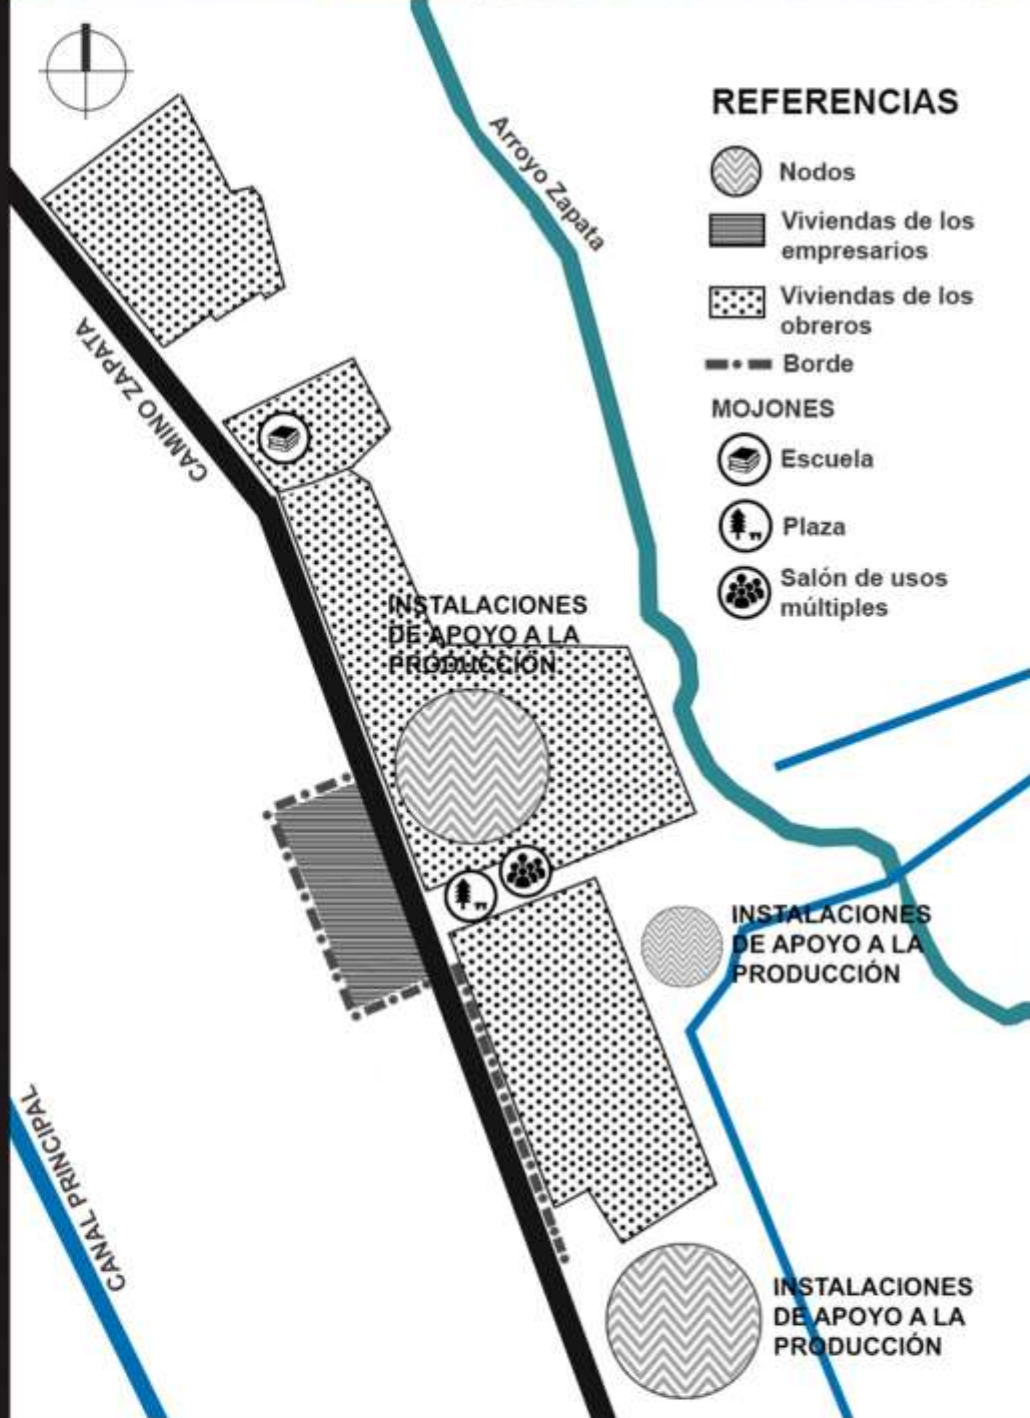 Arroyo Zapata
REFERENCIAS
Nodos
Viviendas de los
empresarios
Viviendas de los
obreros
Borde
MOJONES
Escuela
Plaza
Salón de usos
múltiples
CAMINO ZAPATA
INSTALACIONES
DE APOYO A LA
PRODUCCIÓN
INSTALACIONES
DE APOYO A LA
PRODUCCIÓN
CANAL PRINCIPAL
INSTALACIONES
DE APOYO A LA
PRODUCCIÓN